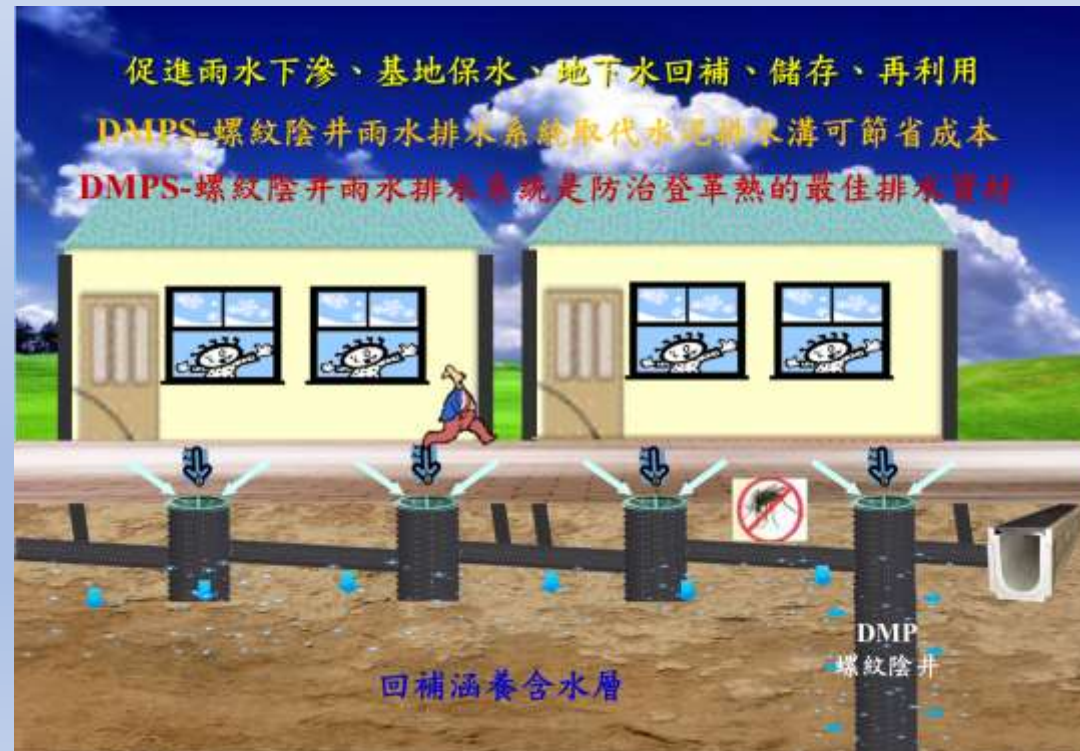 促進雨水下滲、基地保水、地下水回補、儲存、再利用
DMPS-螺紋陰井雨水排水系統取代水泥排水溝可節省成本
DMPS-螺紋陰井雨水排水系統是防治登革熱的最佳排水資材
DMP
螺紋陰井
回補涵養含水層